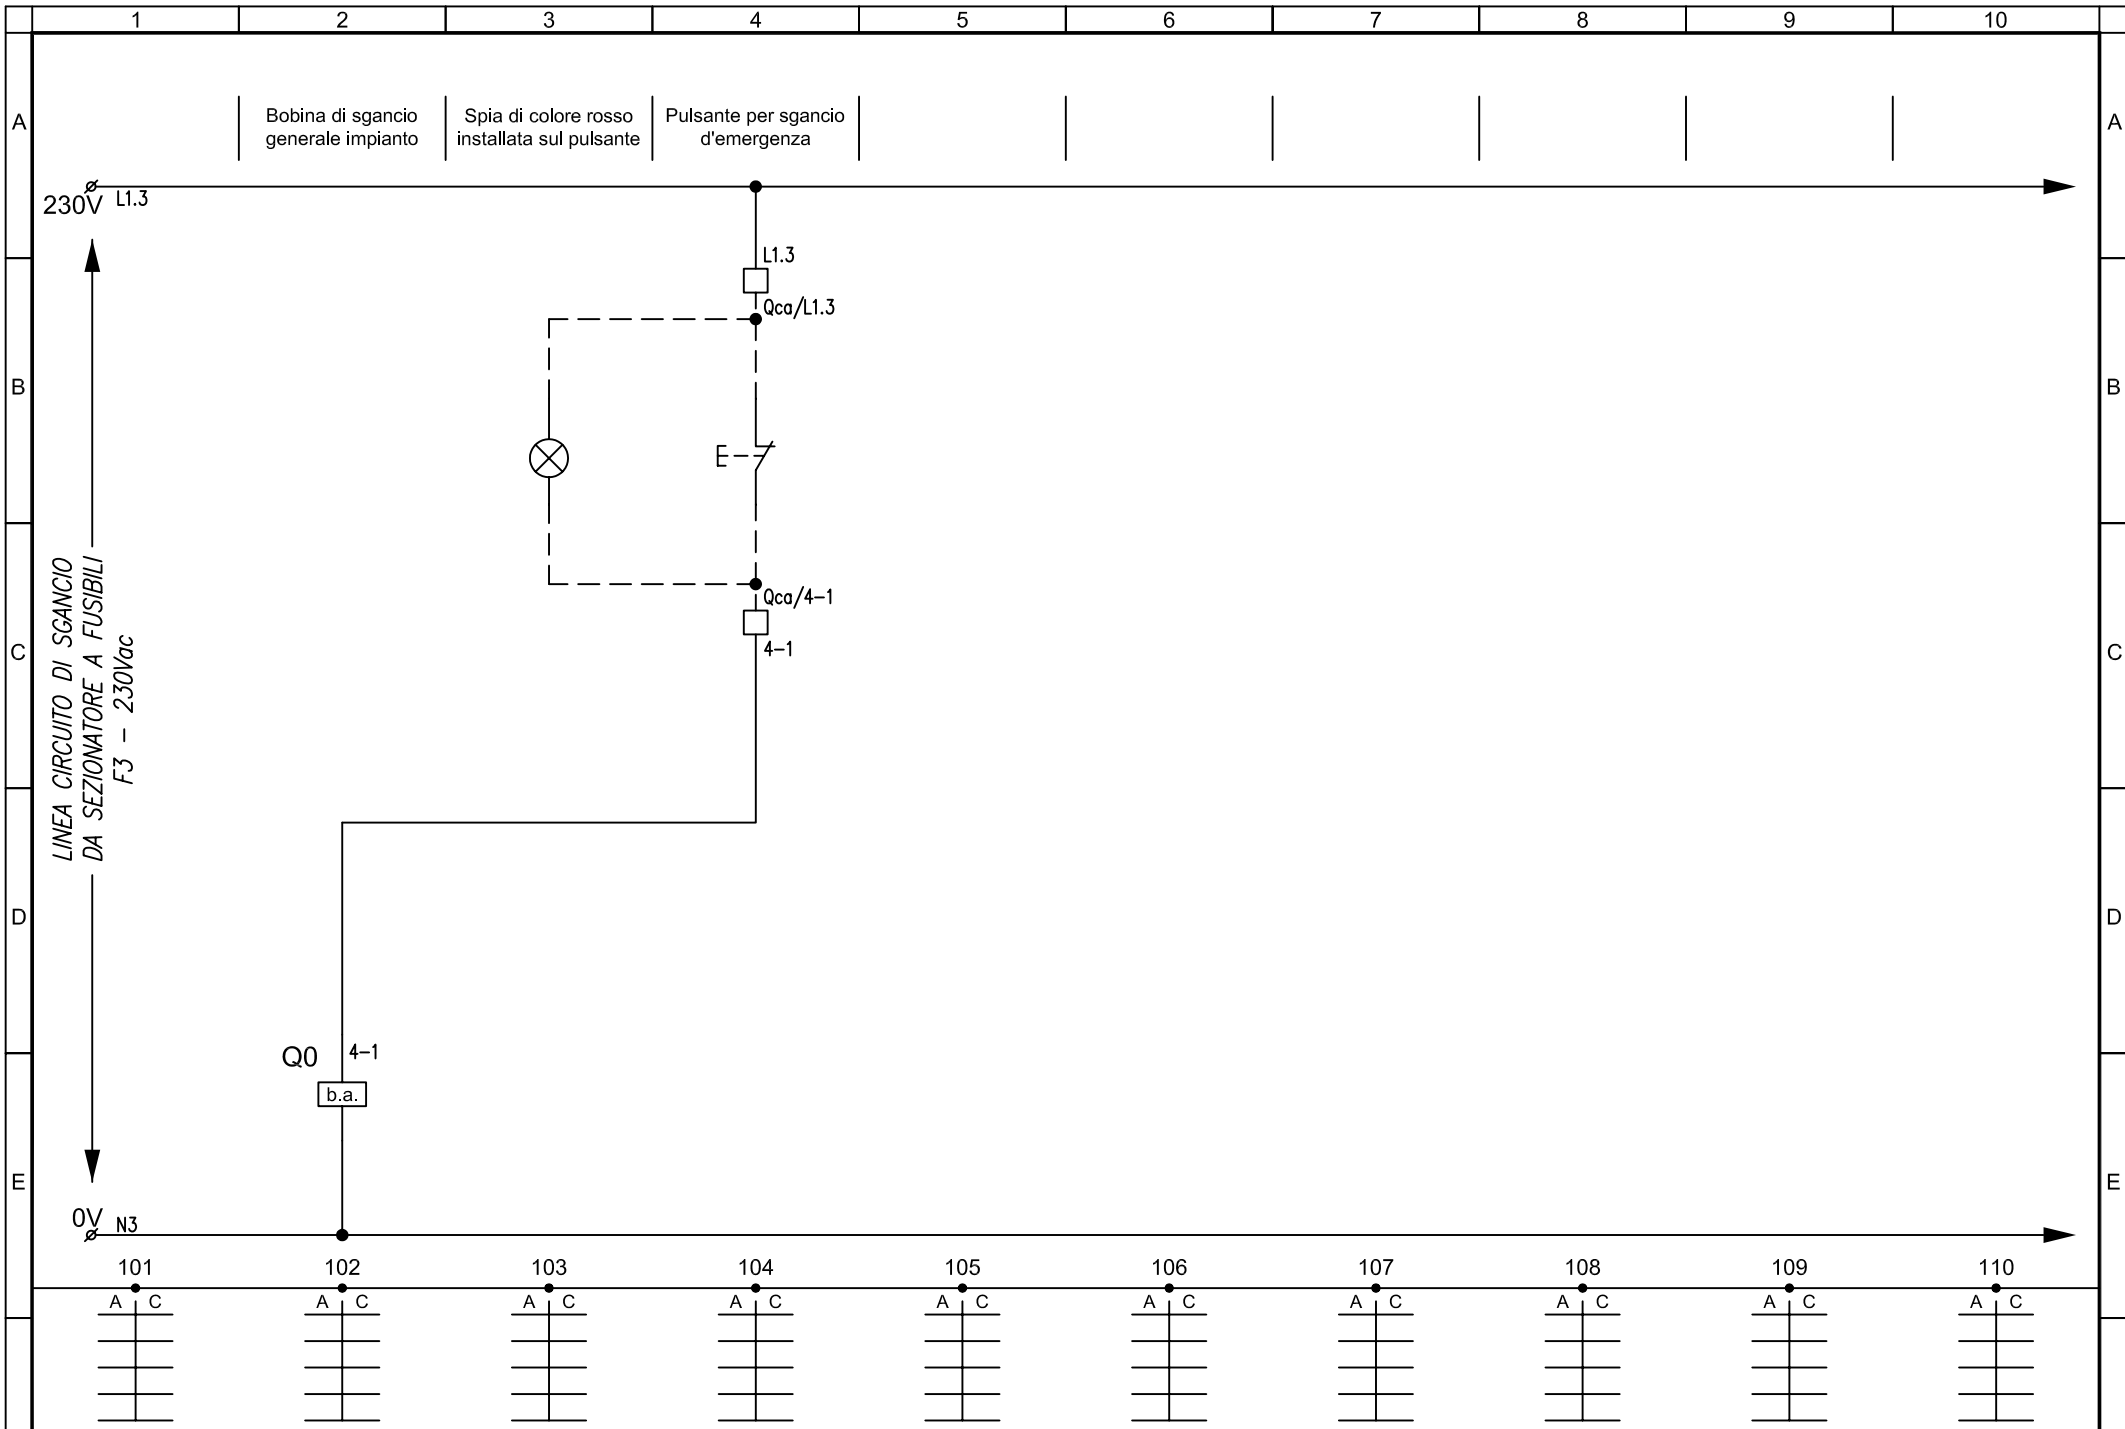 1 2 3 4 5 6 7 8 9 10
A A
Bobina di sgancio
generale impianto
Spia di colore rosso
installata sul pulsante
Pulsante per sgancio
d'emergenza
230V L1.3
L1.3
Qca/L1.3
B B
E
Qca/4-1
4-1
C C
LINEA CIRCUITO DI SGANCIO
DA SEZIONATORE A FUSIBILI
F3 - 230Vac
D D
Q0 4-1
b.a.
E E
0V N3
101 102 103 104 105 106 107 108 109 110
A C A C A C A C A C A C A C A C A C A C